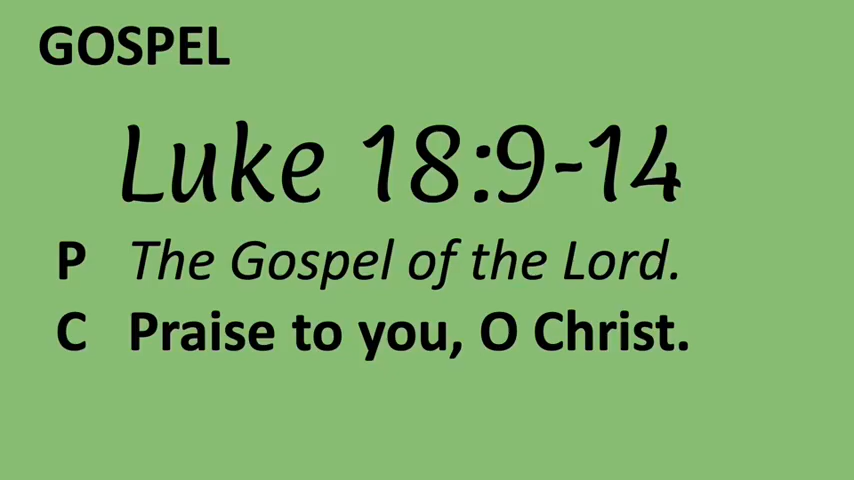 GOSPEL
Luke 18:9-14
P The Gospel of the Lord.
C Praise to you, O Christ.